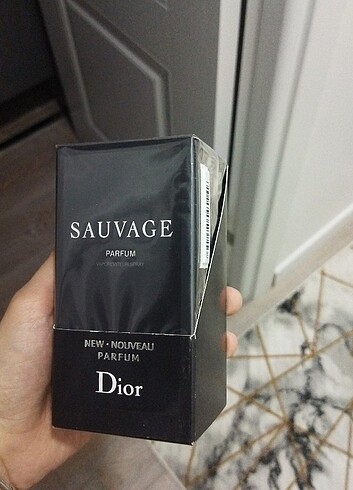 SAUVAGE
PARFUM
NEW · NOUVEAU
PARFUM
Dior